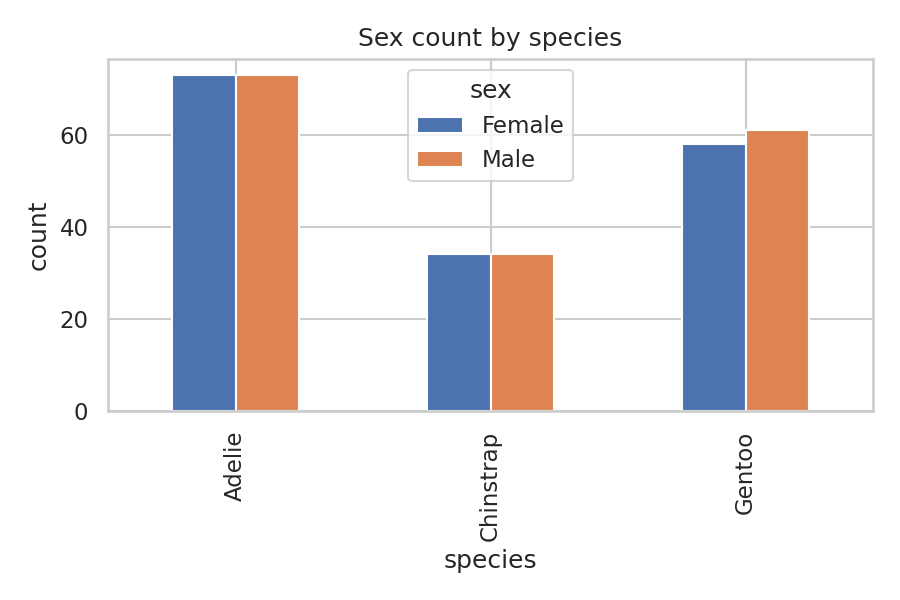 Sex count by species
sex
Female
Male
count
60
40
20
0
Adelie
Chinstrap
Gentoo
species